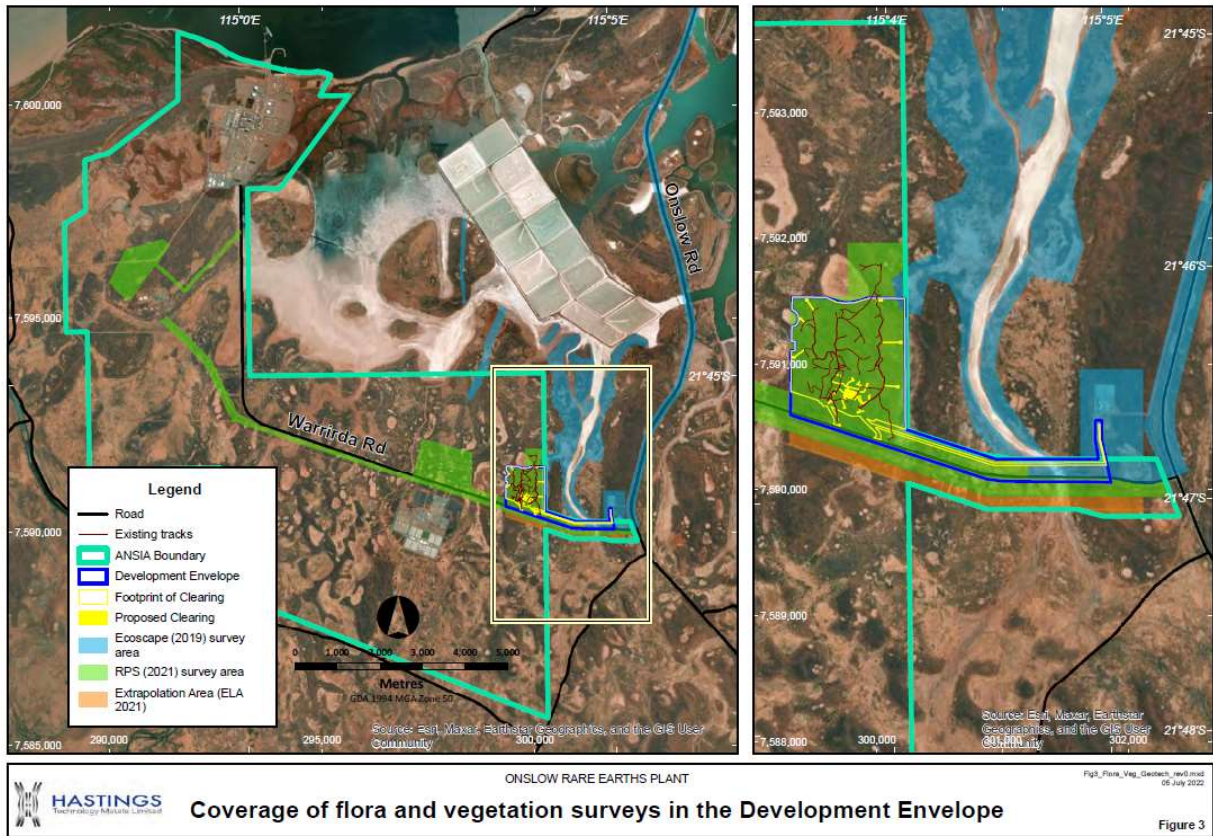 115°0'E
115°5'E
7,600,000
7,595,000
7,590,000
7,585,000
290,000
295,000
300,000
21°45'S
Onslow Rd
Warrirda Rd
Legend
Road
Existing tracks
ANSIA Boundary
Development Envelope
Footprint of Clearing
Proposed Clearing
Ecoscape (2019) survey
area
RPS (2021) survey area
Extrapolation Area (ELA
2021)
0 1,000 2,000 3,000 4,000 5,000
Metres
GDA 1994 MGA Zone 50
Source: Esri, Maxar, Earthstar Geographics, and the GIS User
Community
115°4'E
115°5'E
21°45'S
7,593,000
7,592,000
21°46'S
7,591,000
7,590,000
21°47'S
7,589,000
7,588,000
300,000
301,000
302,000
21°48'S
Source: Esri, Maxar, Earthstar
Geographics, and the GIS User
Community
HASTINGS
Technology Metals Limited
ONSLOW RARE EARTHS PLANT
Coverage of flora and vegetation surveys in the Development Envelope
Fig3_Flora_Veg_Geotech_rev0.mxd
05 July 2022
Figure 3